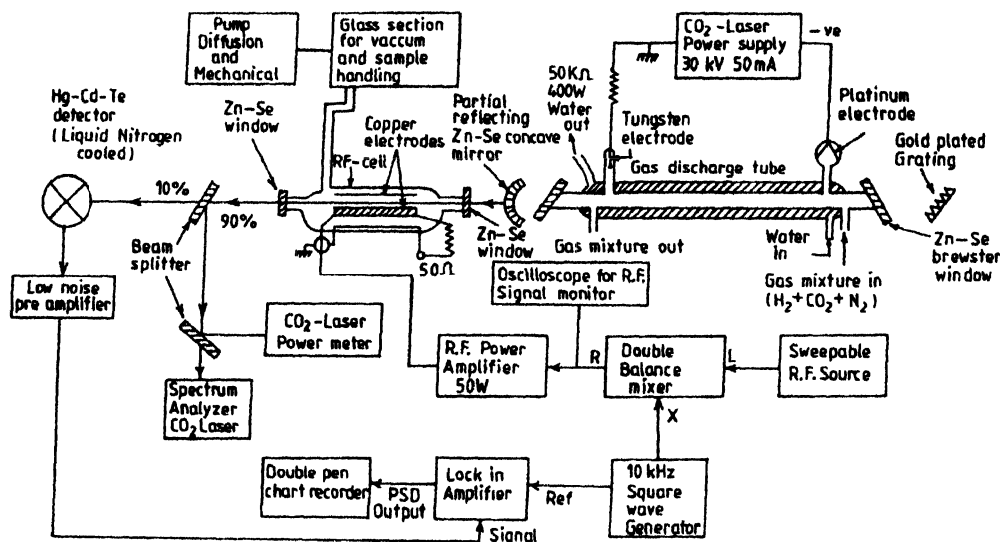 Pump
Diffusion
and
Mechanical
Glass section
for vaccum
and sample
handling
CO₂-Laser
Power supply
30 kV 50mA
-ve
50KΩ
400W
Water
out
Hg-Cd-Te
detector
(Liquid Nitrogen
cooled)
Zn-Se
window
Copper
electrodes
RF-cell
Partial
reflecting
Zn-Se concave
mirror
Tungsten
electrode
Gas discharge tube
Platinum
electrode
Gold plated
Grating
10%
90%
Beam
splitter
50Ω
Zn-Se
window
Gas mixture out
Water
In
Gas mixture in
(H₂+CO₂+N₂)
Zn-Se
brewster
window
Low noise
pre amplifier
Oscilloscope for R.F.
Signal monitor
CO₂-Laser
Power meter
R.F. Power
Amplifier
50W
R
Double
Balance
mixer
L
Sweepable
R.F. Source
X
Spectrum
Analyzer
CO₂ Laser
Double pen
chart recorder
PSD
Output
Lock in
Amplifier
Ref
10 kHz
Square
wave
Generator
Signal